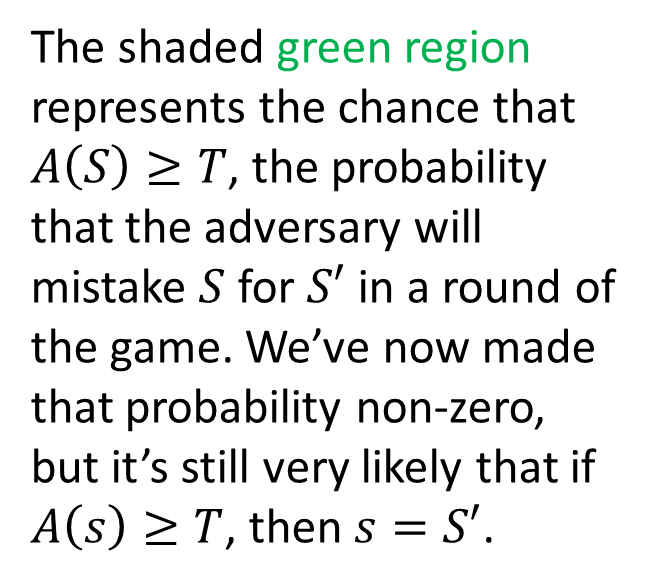 The shaded green region
represents the chance that
A(S) ≥ T, the probability
that the adversary will
mistake S for S′ in a round of
the game. We’ve now made
that probability non-zero,
but it’s still very likely that if
A(s) ≥ T, then s = S′.